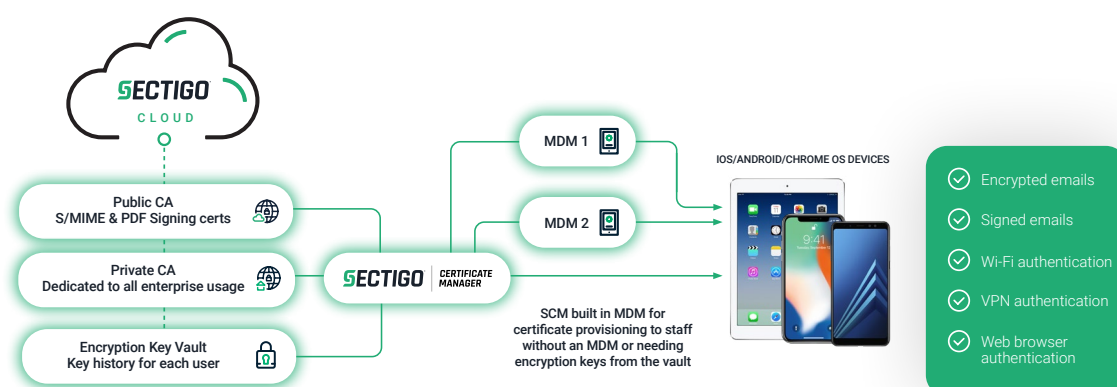 SECTIGO
CLOUD
Public CA
S/MIME & PDF Signing certs
Private CA
Dedicated to all enterprise usage
Encryption Key Vault
Key history for each user
SECTIGO
CERTIFICATE
MANAGER
MDM 1
MDM 2
SCM built in MDM for
certificate provisioning to staff
without an MDM or needing
encryption keys from the vault
IOS/ANDROID/CHROME OS DEVICES
9:41
Encrypted emails
Signed emails
Wi-Fi authentication
VPN authentication
Web browser
authentication